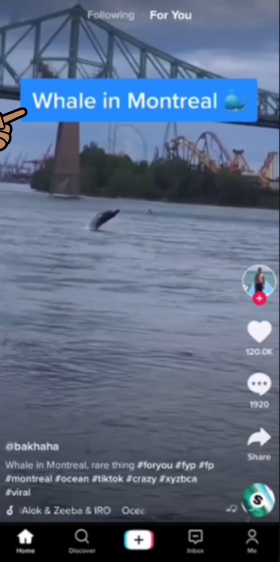 Following For You
Whale in Montreal 🐳
120.0K
1920
Share
@bakhaha
Whale in Montreal, rare thing #foryou #fyp #fp
#montreal #ocean #tiktok #crazy #xyzbca
#viral
Alok & Zeeba & IRO Ocea
Home Discover Inbox Me